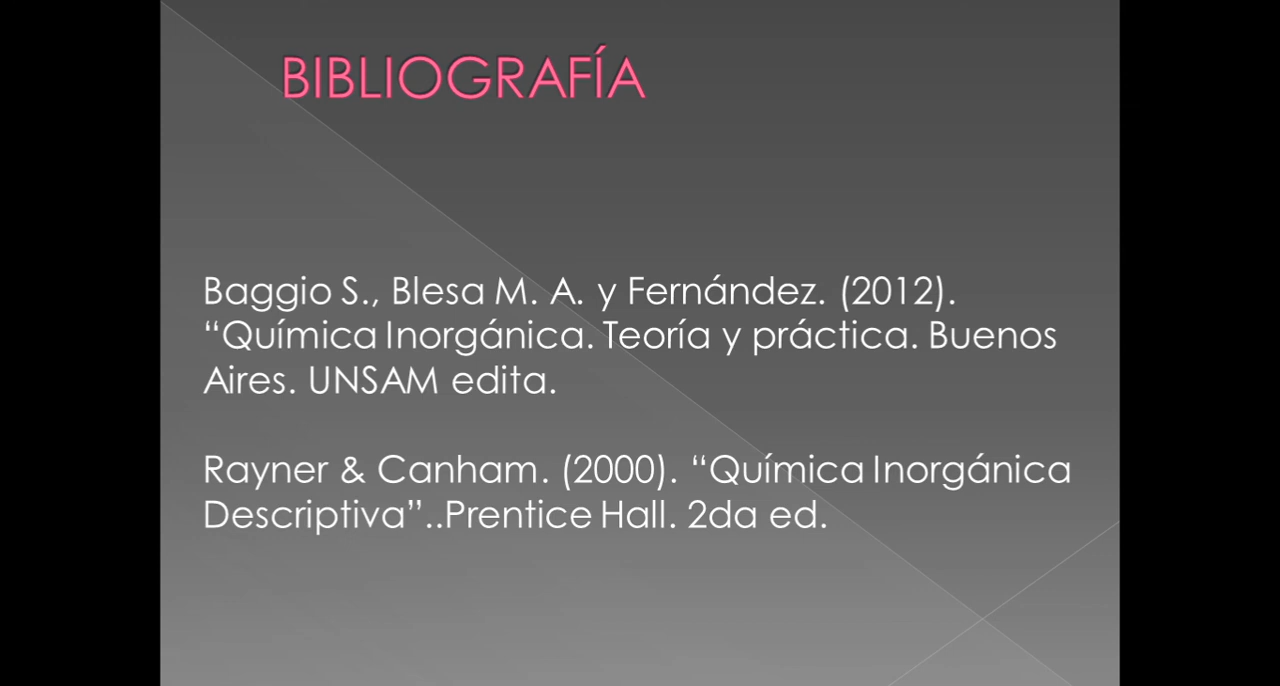 BIBLIOGRAFÍA
Baggio S., Blesa M. A. y Fernández. (2012).
“Química Inorgánica. Teoría y práctica. Buenos
Aires. UNSAM edita.
Rayner & Canham. (2000). “Química Inorgánica
Descriptiva”..Prentice Hall. 2da ed.